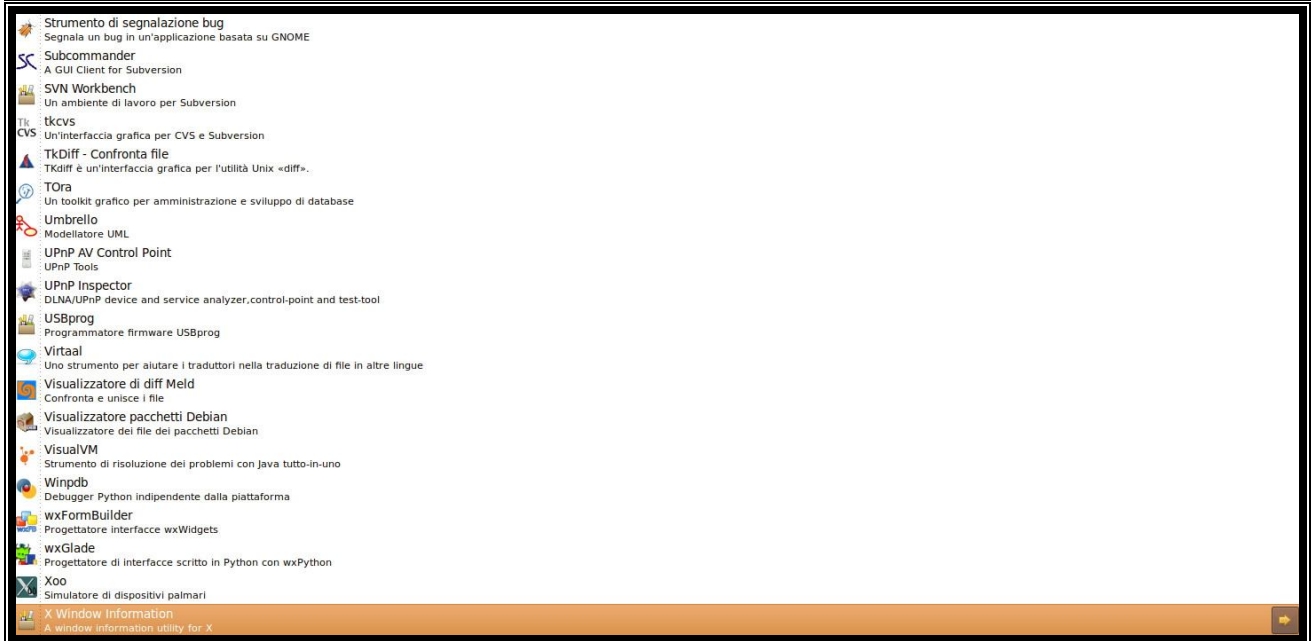 Strumento di segnalazione bug
Segnala un bug in un'applicazione basata su GNOME
Subcommander
A GUI Client for Subversion
SVN Workbench
Un ambiente di lavoro per Subversion
Tk
CVS
tkcvs
Un'interfaccia grafica per CVS e Subversion
TkDiff - Confronta file
TKdiff è un'interfaccia grafica per l'utilità Unix «diff».
TOra
Un toolkit grafico per amministrazione e sviluppo di database
Umbrello
Modellatore UML
UPnP AV Control Point
UPnP Tools
UPnP Inspector
DLNA/UPnP device and service analyzer,control-point and test-tool
USBprog
Programmatore firmware USBprog
Virtaal
Uno strumento per aiutare i traduttori nella traduzione di file in altre lingue
Visualizzatore di diff Meld
Confronta e unisce i file
Visualizzatore pacchetti Debian
Visualizzatore dei file dei pacchetti Debian
VisualVM
Strumento di risoluzione dei problemi con Java tutto-in-uno
Winpdb
Debugger Python indipendente dalla piattaforma
wxFormBuilder
Progettatore interfacce wxWidgets
wxGlade
Progettatore di interfacce scritto in Python con wxPython
Xoo
Simulatore di dispositivi palmari
X Window Information
A window information utility for X